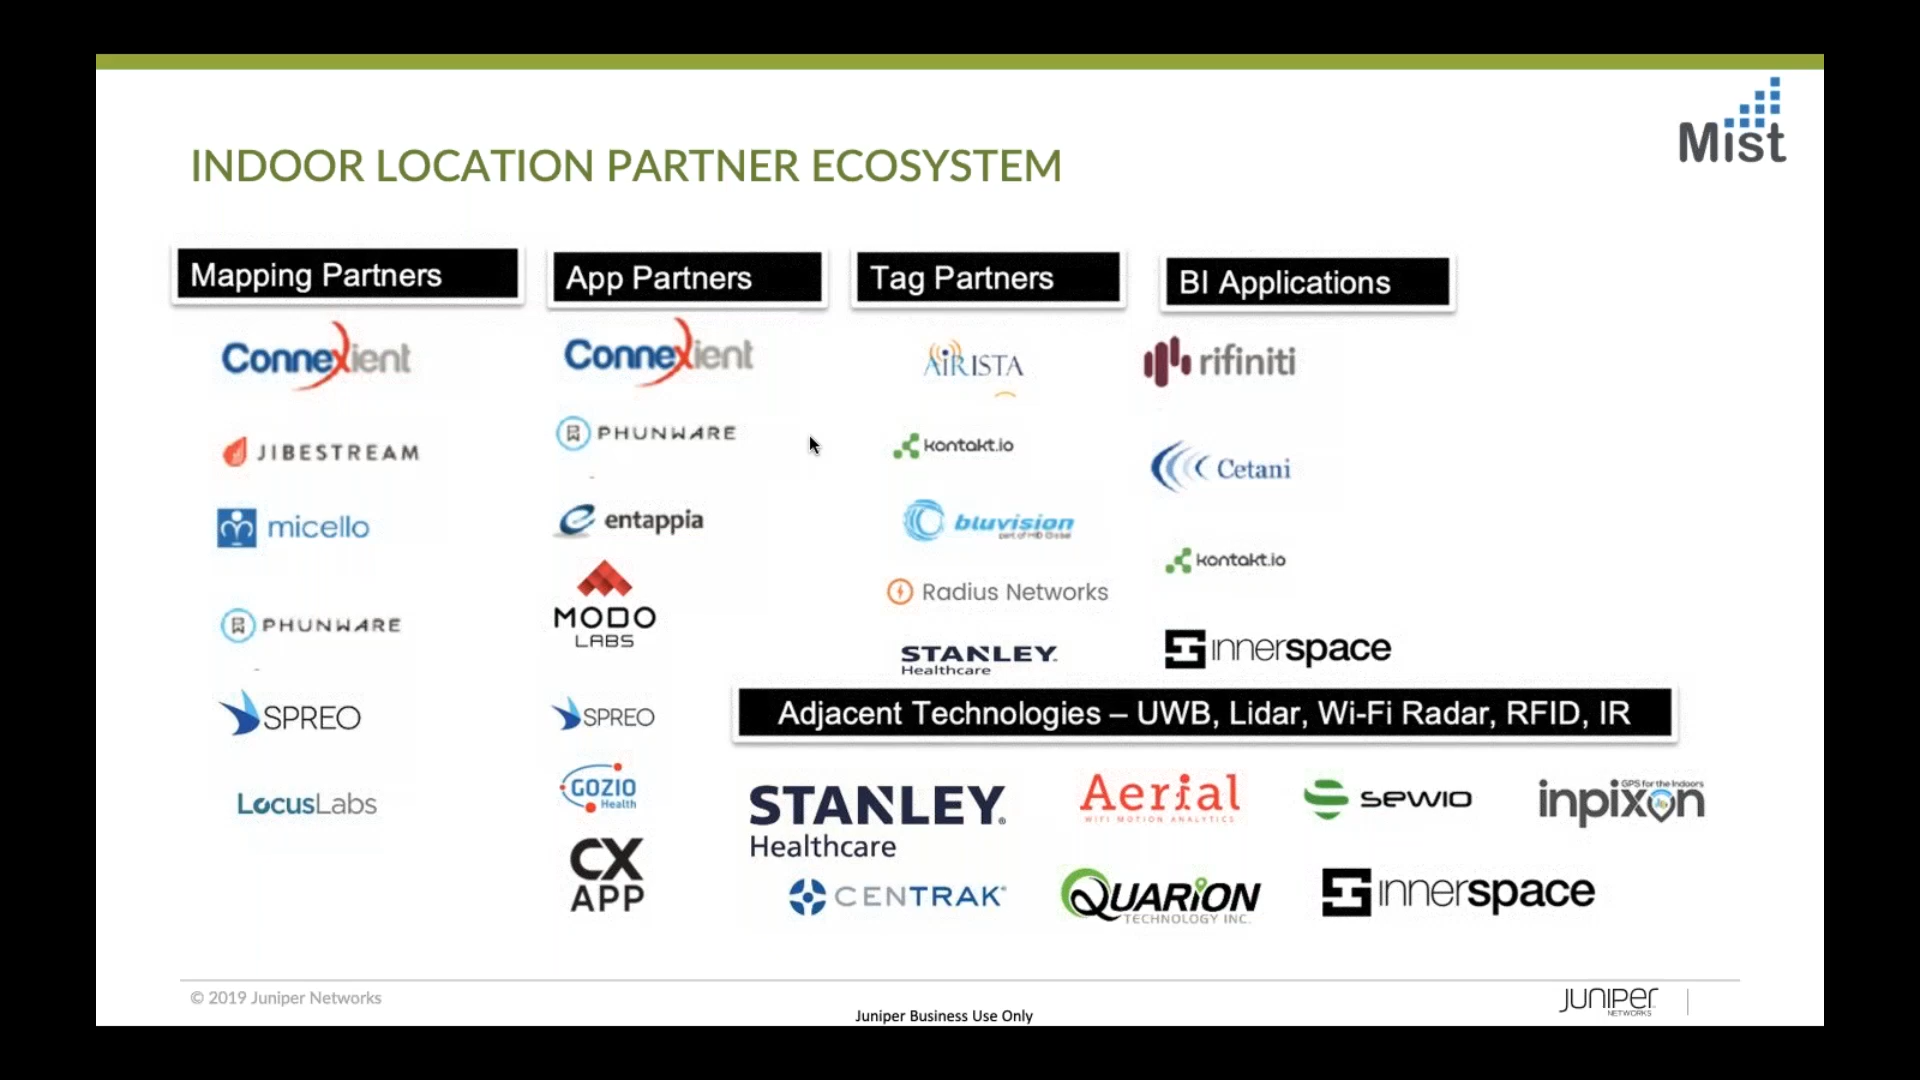 Mist
INDOOR LOCATION PARTNER ECOSYSTEM
Mapping Partners
Connexient
JIBESTREAM
micello
PHUNWARE
SPREO
LocusLabs
App Partners
Connexient
PHUNWARE
entappia
MODO
LABS
SPREO
GOZIO
Health
CX
APP
Tag Partners
AiRISTA
kontakt.io
bluvision
part of HID Global
Radius Networks
STANLEY
Healthcare
BI Applications
rifiniti
Cetani
kontakt.io
innerspace
Adjacent Technologies – UWB, Lidar, Wi-Fi Radar, RFID, IR
STANLEY®
Healthcare
Aerial
WIFI MOTION ANALYTICS
sewio
GPS for the Indoors
inpixon
CENTRAK
QUARION
TECHNOLOGY INC.
innerspace
© 2019 Juniper Networks
Juniper Business Use Only
JUNIPER
NETWORKS